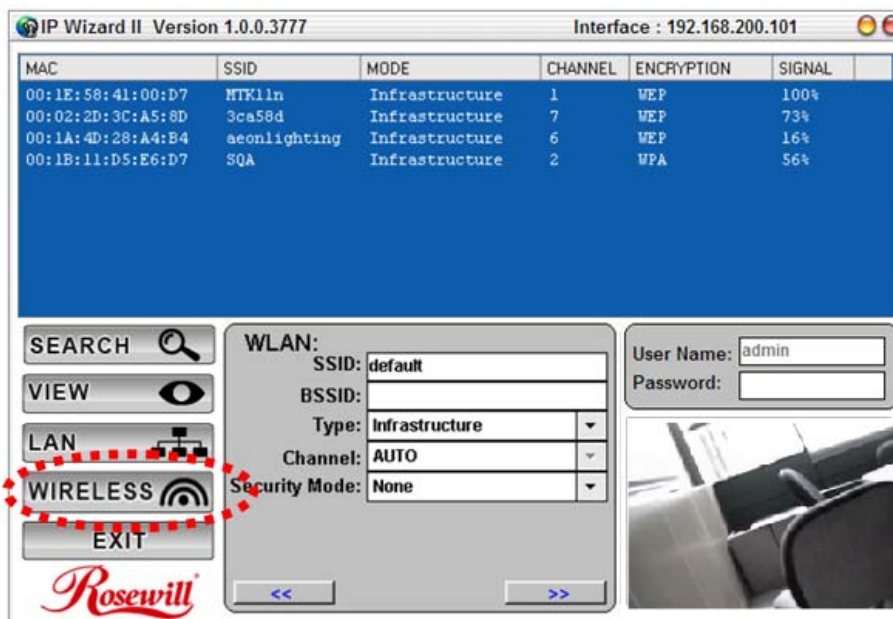 IP Wizard II Version 1.0.0.3777 Interface : 192.168.200.101
MAC SSID MODE CHANNEL ENCRYPTION SIGNAL
00:1E:58:41:00:D7 MTK11n Infrastructure 1 WEP 100%
00:02:2D:3C:A5:8D 3ca58d Infrastructure 7 WEP 73%
00:1A:4D:28:A4:B4 aeonlighting Infrastructure 6 WEP 16%
00:1B:11:D5:E6:D7 SQA Infrastructure 2 WPA 56%
SEARCH
VIEW
LAN
WIRELESS
EXIT
Rosewill
WLAN:
SSID: default
BSSID:
Type: Infrastructure
Channel: AUTO
Security Mode: None
<< >>
User Name: admin
Password: